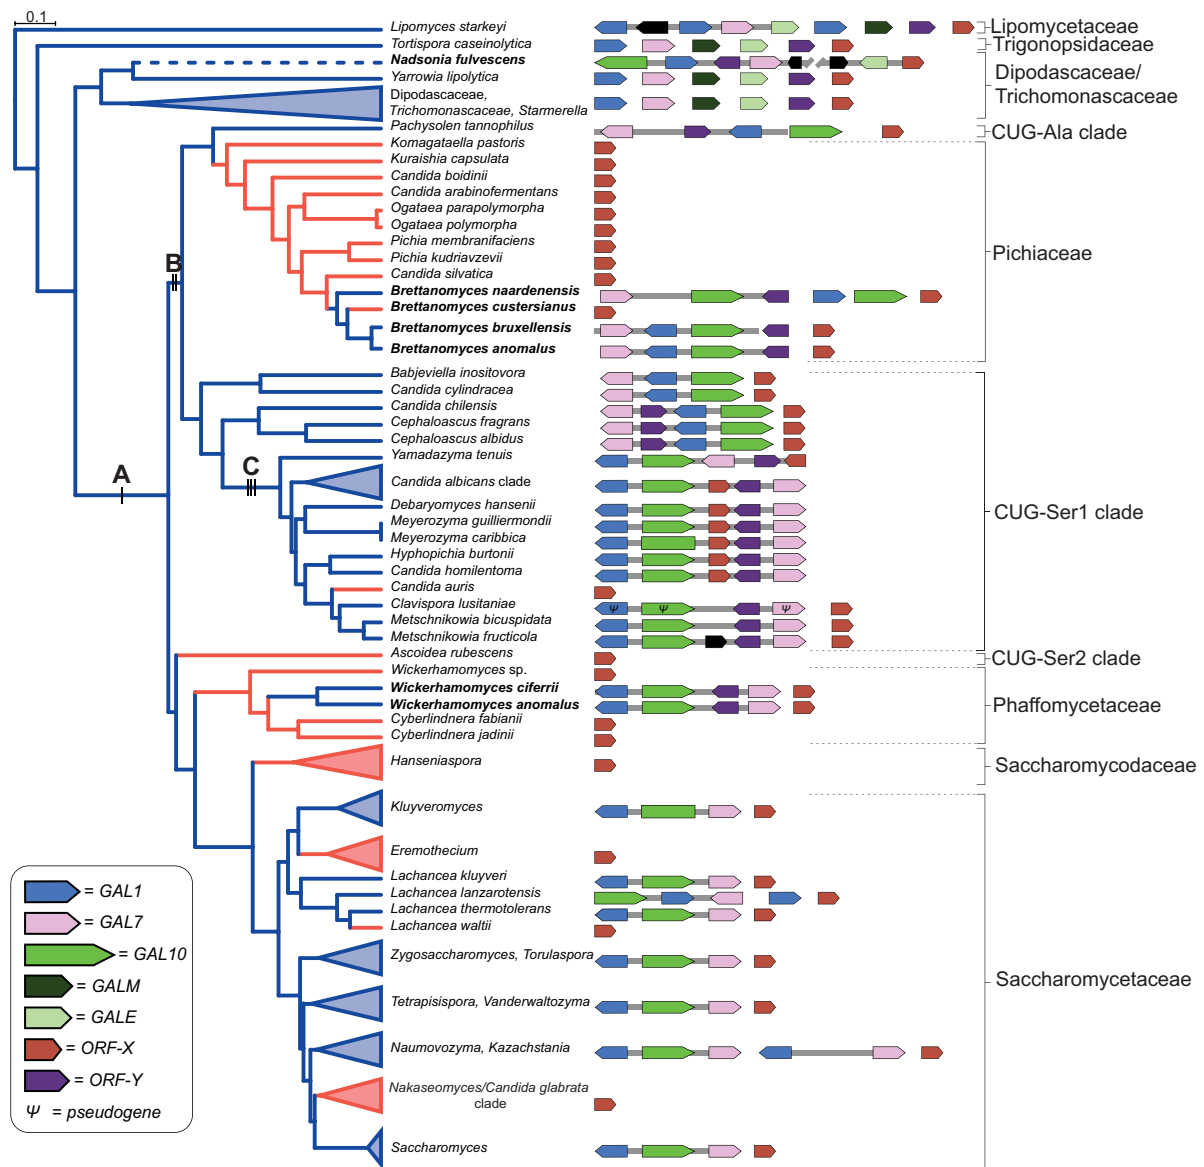 0.1
Lipomyces starkeyi
Lipomycetaceae
Tortispora caseinolytica
Trigonopsidaceae
Nadsonia fulvescens
Yarrowia lipolytica
Dipodascaceae/
Trichomonascaceae
Dipodascaceae,
Trichomonascaceae, Starmerella
Pachysolen tannophilus
CUG-Ala clade
Komagataella pastoris
Kuraishia capsulata
Candida boidinii
Candida arabinofermentans
Ogataea parapolymorpha
Ogataea polymorpha
Pichia membranifaciens
Pichia kudriavzevii
Pichiaceae
B
Candida silvatica
Brettanomyces naardenensis
Brettanomyces custersianus
Brettanomyces bruxellensis
Brettanomyces anomalus
Babjeviella inositovora
Candida cylindracea
Candida chilensis
Cephaloascus fragrans
Cephaloascus albidus
Yamadazyma tenuis
A
C
Candida albicans clade
Debaryomyces hansenii
CUG-Ser1 clade
Meyerozyma guilliermondii
Meyerozyma caribbica
Hyphopichia burtonii
Candida homilentoma
Candida auris
Clavispora lusitaniae
ψ ψ ψ
Metschnikowia bicuspidata
Metschnikowia fructicola
Ascoidea rubescens
CUG-Ser2 clade
Wickerhamomyces sp.
Wickerhamomyces ciferrii
Wickerhamomyces anomalus
Phaffomycetaceae
Cyberlindnera fabianii
Cyberlindnera jadinii
Hanseniaspora
Saccharomycodaceae
Kluyveromyces
Eremothecium
Lachancea kluyveri
Lachancea lanzarotensis
Lachancea thermotolerans
Lachancea waltii
Zygosaccharomyces, Torulaspora
Saccharomycetaceae
Tetrapisispora, Vanderwaltozyma
Naumovozyma, Kazachstania
Nakaseomyces/Candida glabrata
clade
Saccharomyces
= GAL1
= GAL7
= GAL10
= GALM
= GALE
= ORF-X
= ORF-Y
ψ = pseudogene